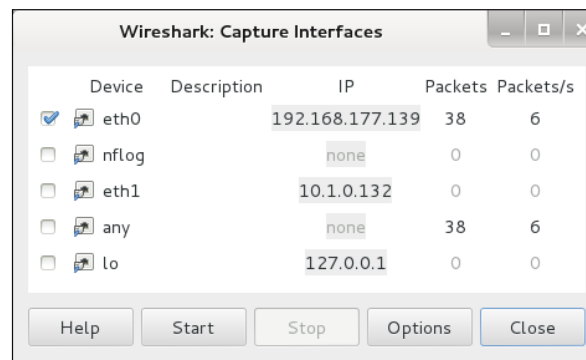 Wireshark: Capture Interfaces
Device Description IP Packets Packets/s
eth0 192.168.177.139 38 6
nflog none 0 0
eth1 10.1.0.132 0 0
any none 38 6
lo 127.0.0.1 0 0
Help Start Stop Options Close